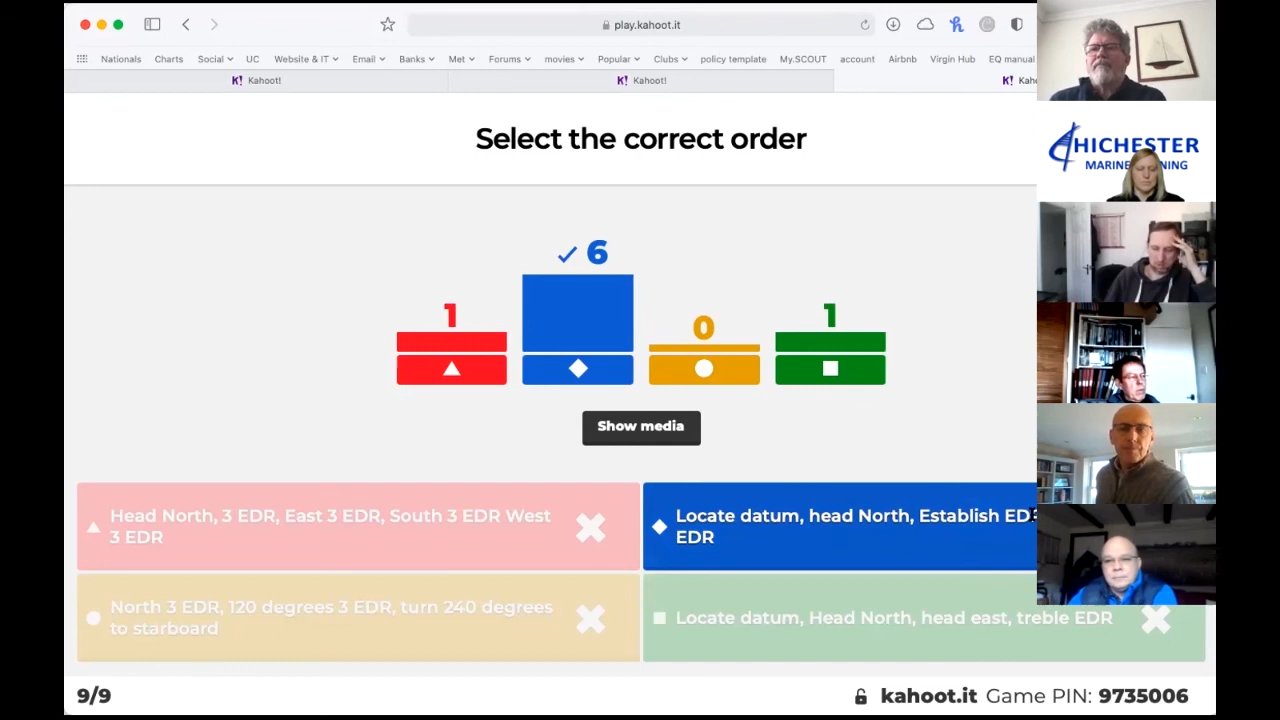 play.kahoot.it
Nationals Charts Social UC Website & IT Email Banks Met Forums movies Popular Clubs policy template My.SCOUT account Airbnb Virgin Hub EQ manual
K! Kahoot! K! Kahoot! K!
Select the correct order
HICHESTER
MARINE
6
1
0
1
Show media
Head North, 3 EDR, East 3 EDR, South 3 EDR West
3 EDR
Locate datum, head North, Establish
EDR
North 3 EDR, 120 degrees 3 EDR, turn 240 degrees
to starboard
Locate datum, Head North, head east, treble EDR
9/9
kahoot.it Game PIN: 9735006